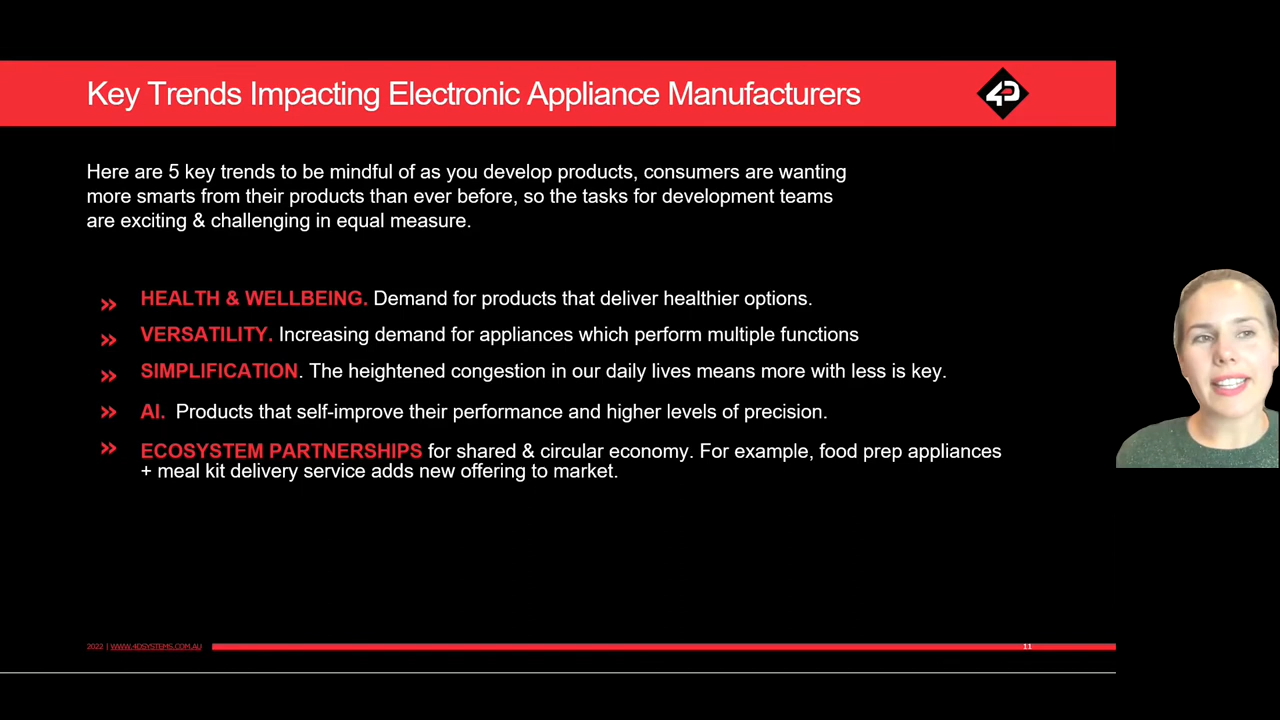 Key Trends Impacting Electronic Appliance Manufacturers
4D
Here are 5 key trends to be mindful of as you develop products, consumers are wanting
more smarts from their products than ever before, so the tasks for development teams
are exciting & challenging in equal measure.
» HEALTH & WELLBEING. Demand for products that deliver healthier options.
» VERSATILITY. Increasing demand for appliances which perform multiple functions
» SIMPLIFICATION. The heightened congestion in our daily lives means more with less is key.
» AI. Products that self-improve their performance and higher levels of precision.
» ECOSYSTEM PARTNERSHIPS for shared & circular economy. For example, food prep appliances
+ meal kit delivery service adds new offering to market.
2022 | WWW.4DSYSTEMS.COM.AU
11